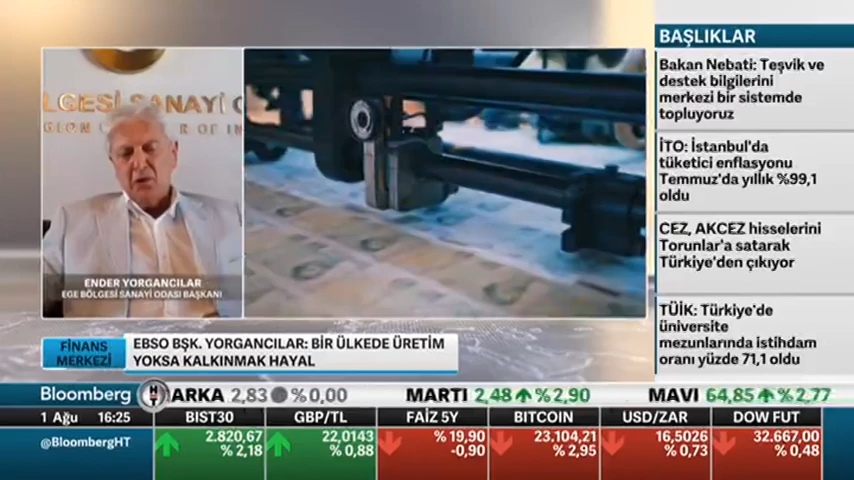 BAŞLIKLAR
Bakan Nebati: Teşvik ve
destek bilgilerini
merkezi bir sistemde
topluyoruz
İTO: İstanbul'da
tüketici enflasyonu
Temmuz'da yıllık %99,1
oldu
CEZ, AKCEZ hisselerini
Torunlar'a satarak
Türkiye'den çıkıyor
TÜİK: Türkiye'de
üniversite
mezunlarında istihdam
oranı yüzde 71,1 oldu
LGESİ SANAYİ
OF
ENDER YORGANCILAR
EGE BÖLGESİ SANAYİ ODASI BAŞKANI
FİNANS
MERKEZİ
EBSO BŞK. YORGANCILAR: BİR ÜLKEDE ÜRETİM
YOKSA KALKINMAK HAYAL
Bloomberg ARKA 2,83 %0,00 MARTI 2,48 %2,90 MAVI 64,85 %2,77
1 Ağu 16:25 BIST30 GBP/TL FAİZ 5Y BITCOIN USD/ZAR DOW FUT
2.820,67 22,0143 %19,90 23.104,21 16,5026 32.667,00
@BloombergHT %2,18 %0,88 -0,90 %2,95 %0,73 %0,48